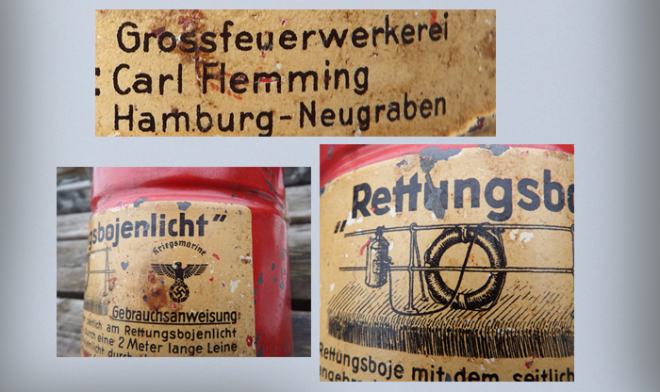 Grossfeuerwerkerei
: Carl Flemming
Hamburg-Neugraben
gsbojenlicht"
Kriegsmarine
Gebrauchsanweisung:
am Rettungsbojenlicht
eine 2 Meter lange Leine
"Rettungsbo
Rettungsboje mit dem seitlich